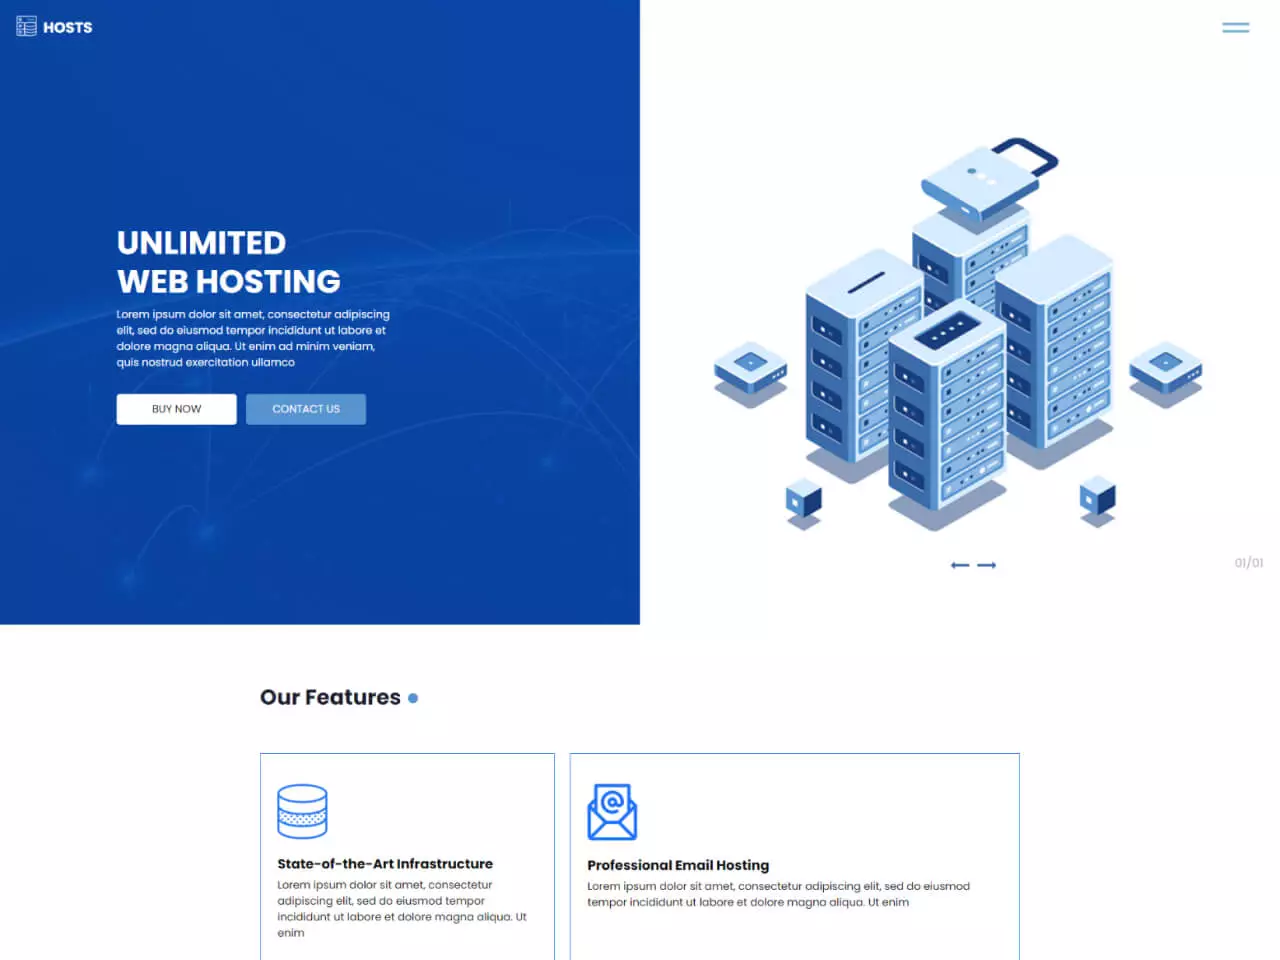 HOSTS
UNLIMITED
WEB HOSTING
Lorem ipsum dolor sit amet, consectetur adipiscing
elit, sed do eiusmod tempor incididunt ut labore et
dolore magna aliqua. Ut enim ad minim veniam,
quis nostrud exercitation ullamco
BUY NOW
CONTACT US
01/01
Our Features
State-of-the-Art Infrastructure
Lorem ipsum dolor sit amet, consectetur
adipiscing elit, sed do eiusmod tempor
incididunt ut labore et dolore magna aliqua. Ut
enim
@
Professional Email Hosting
Lorem ipsum dolor sit amet, consectetur adipiscing elit, sed do eiusmod
tempor incididunt ut labore et dolore magna aliqua. Ut enim